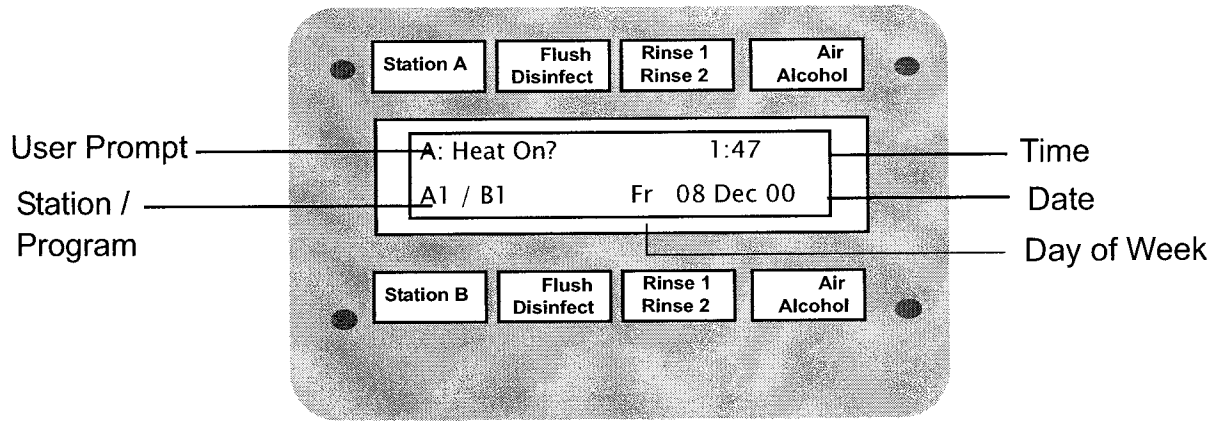 Station A
Flush
Disinfect
Rinse 1
Rinse 2
Air
Alcohol
User Prompt
A: Heat On? 1:47
Time
Station /
Program
A1 / B1 Fr 08 Dec 00
Date
Day of Week
Station B
Flush
Disinfect
Rinse 1
Rinse 2
Air
Alcohol